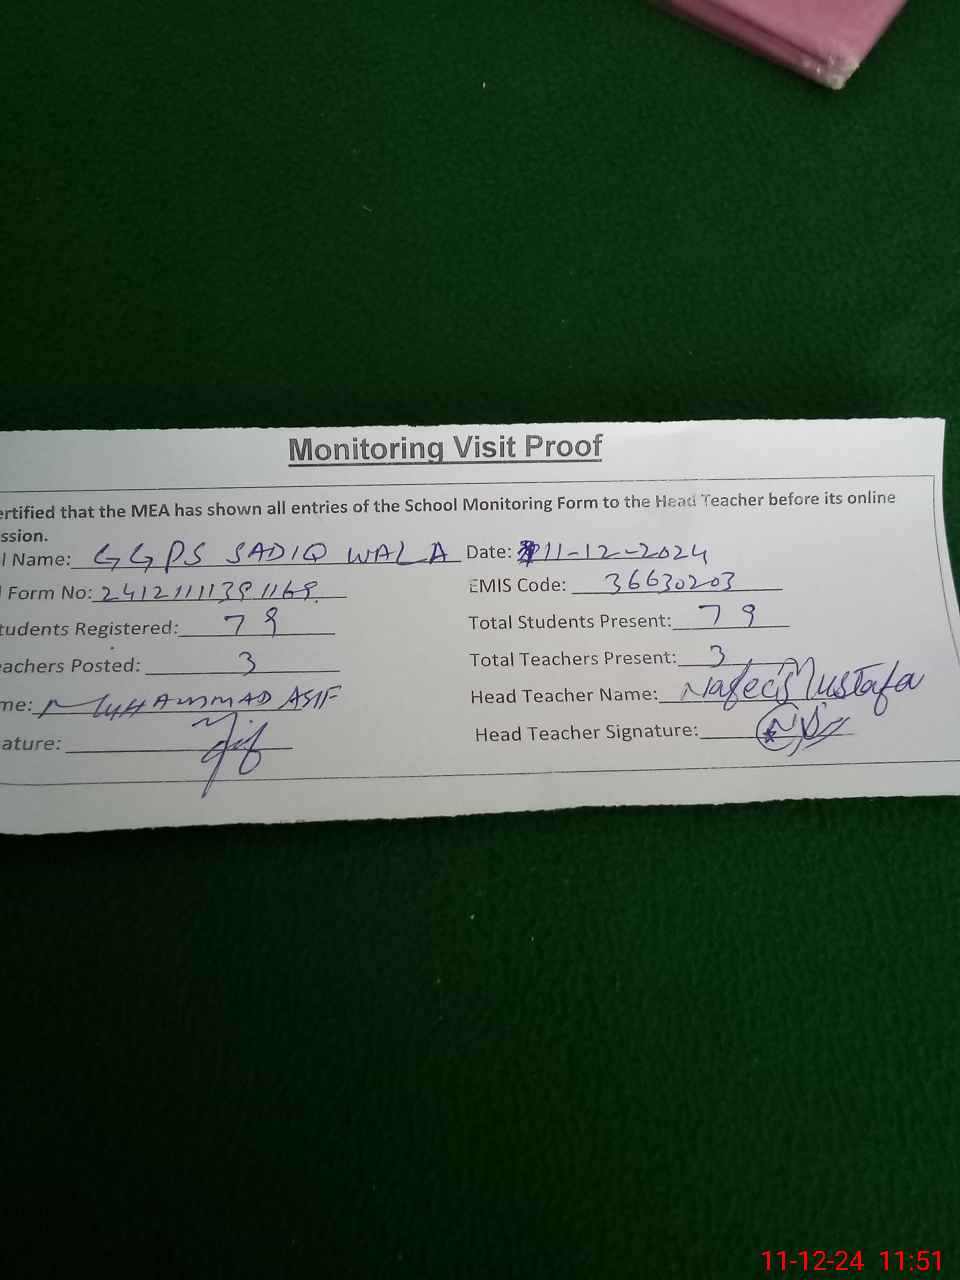 Monitoring Visit Proof
ertified that the MEA has shown all entries of the School Monitoring Form to the Head Teacher before its online
ssion.
l Name: GGPS SADIQ WALA Date: 11-12-2024
l Form No: EMIS Code: 36630203
tudents Registered: 79 Total Students Present: 79
eachers Posted: 3 Total Teachers Present: 3
me: MUHAMMAD ASIF Head Teacher Name: Nafees Mustafa
ature: Head Teacher Signature:
11-12-24 11:51